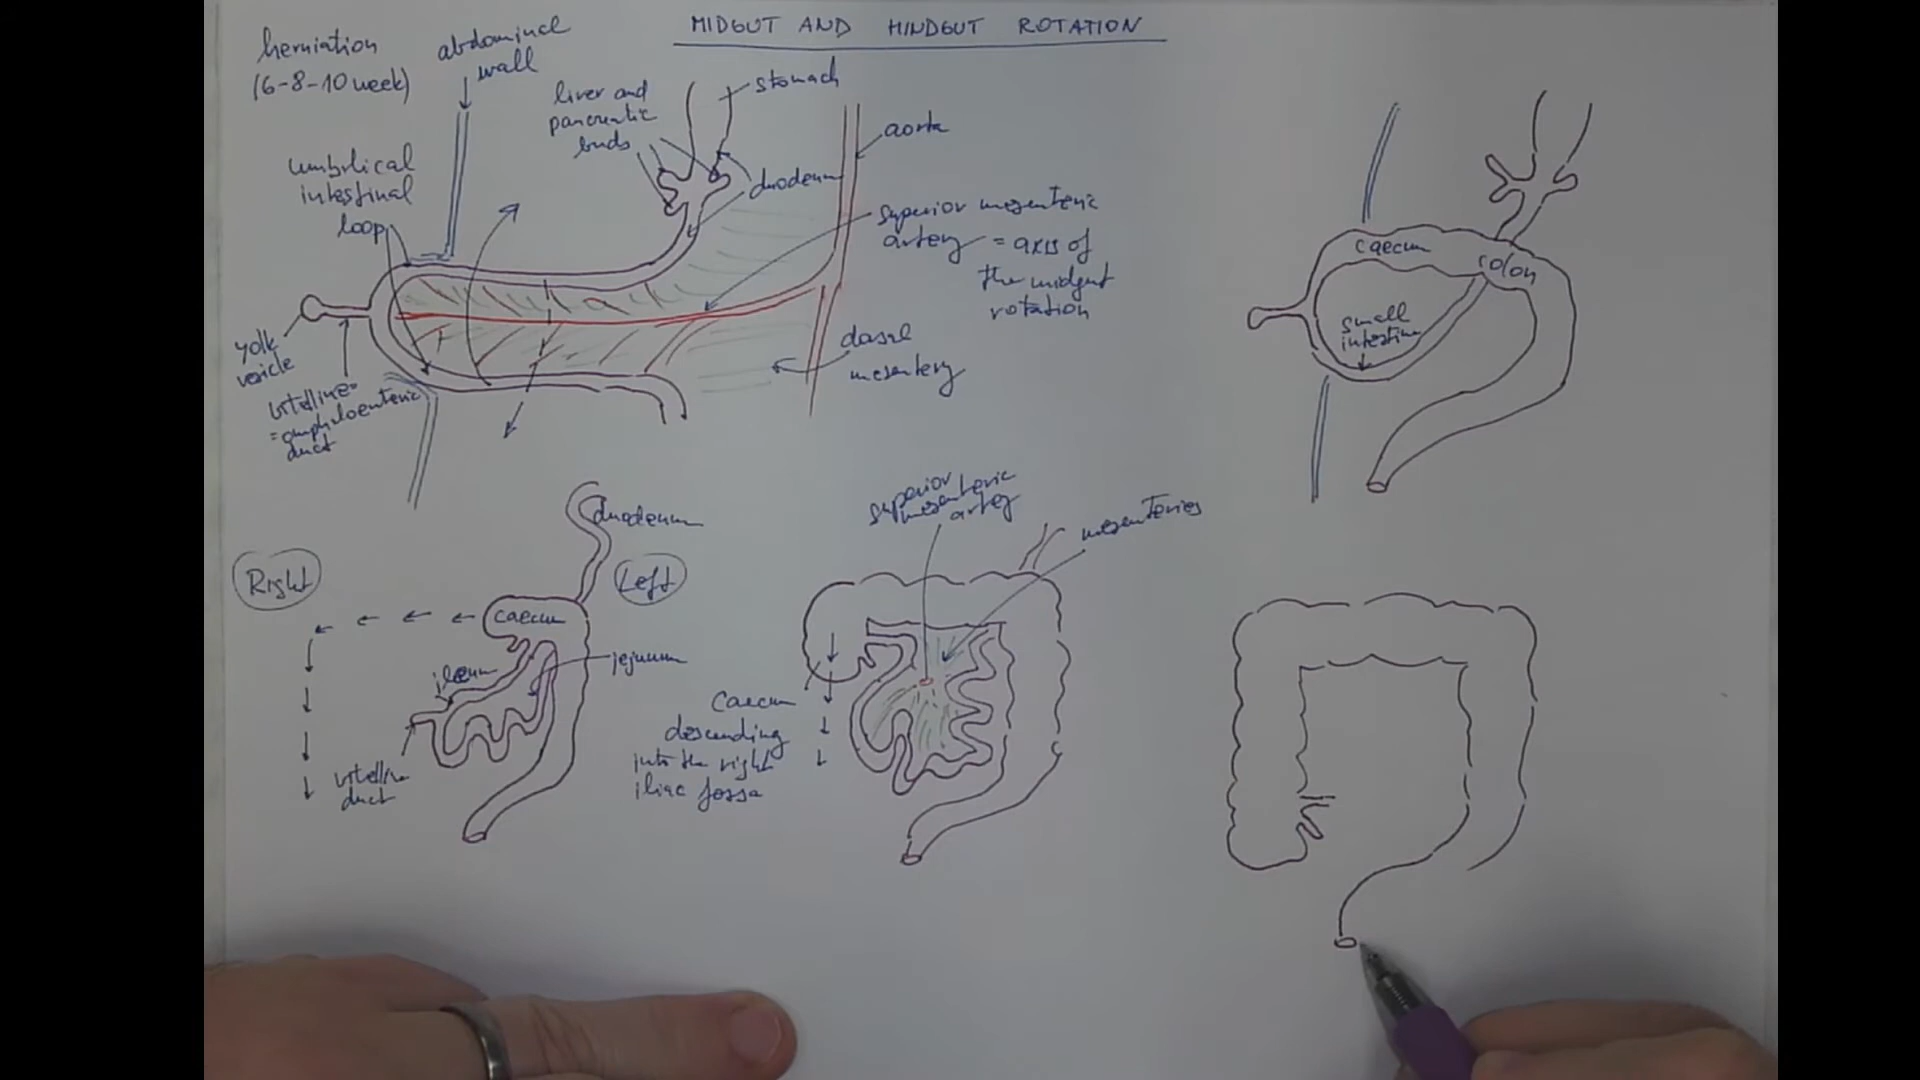 MIDGUT AND HINDGUT ROTATION
herniation
(6-8-10 week)
abdominal
wall
liver and
pancreatic
buds
stomach
aorta
duodenum
umbilical
intestinal
loop
superior mesenteric
artery = axis of
the midgut
rotation
yolk
vesicle
vitelline=
=omphaloenteric
duct
dosal
mesentery
caecum
colon
small
intestine
Right
Left
duodenum
caecum
ileum
jejunum
vitelline
duct
superior
mesenteric
artery
mesenteries
Caecum
descending
into the right
iliac fossa